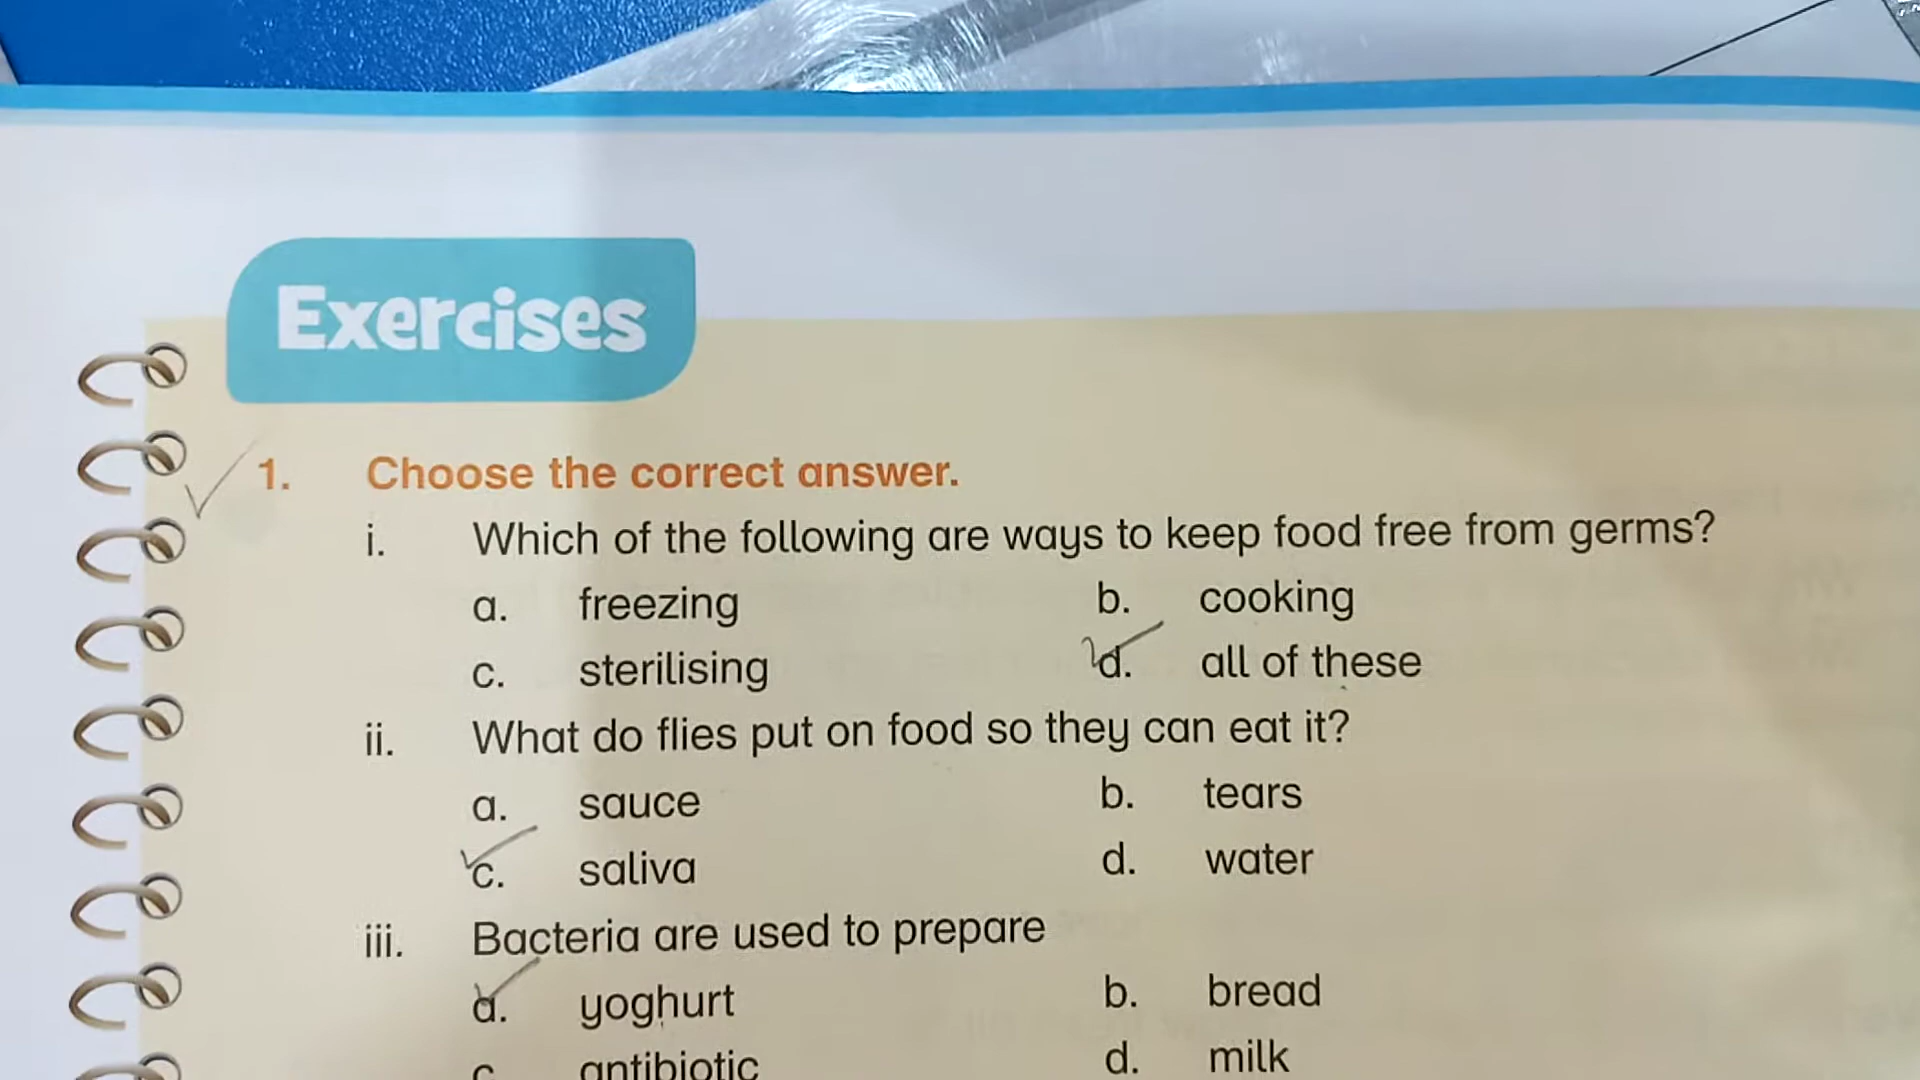 Exercises
1. Choose the correct answer.
i. Which of the following are ways to keep food free from germs?
a. freezing b. cooking
c. sterilising d. all of these
ii. What do flies put on food so they can eat it?
a. sauce b. tears
c. saliva d. water
iii. Bacteria are used to prepare
a. yoghurt b. bread
c. antibiotic d. milk